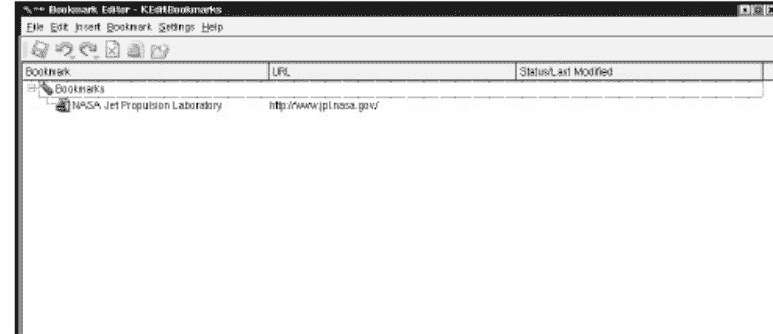 Bookmark Editor - KEditBookmarks
File Edit Insert Bookmark Settings Help
Bookmark URL Status/Last Modified
Bookmarks
NASA Jet Propulsion Laboratory http://www.jpl.nasa.gov/